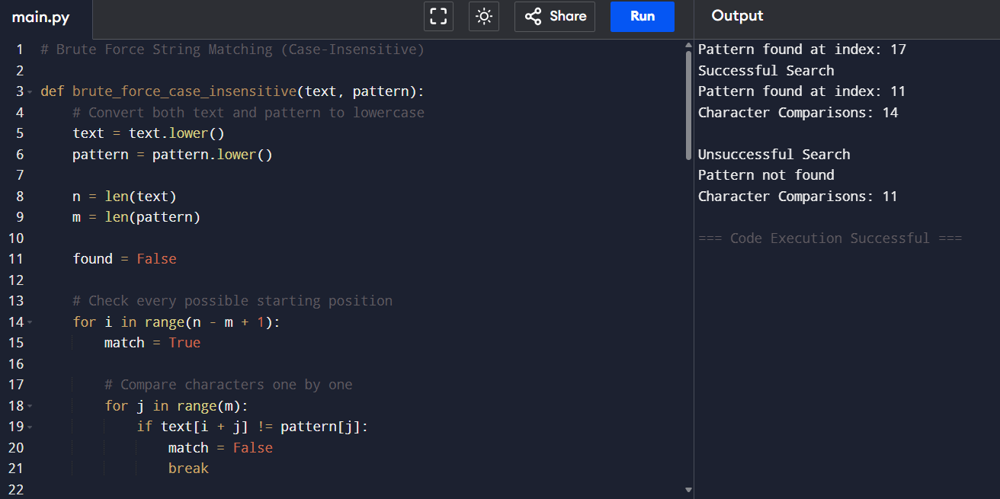 main.py
Share
Run
Output
1 # Brute Force String Matching (Case-Insensitive)
2
3 def brute_force_case_insensitive(text, pattern):
4     # Convert both text and pattern to lowercase
5     text = text.lower()
6     pattern = pattern.lower()
7
8     n = len(text)
9     m = len(pattern)
10
11     found = False
12
13     # Check every possible starting position
14     for i in range(n - m + 1):
15         match = True
16
17         # Compare characters one by one
18         for j in range(m):
19             if text[i + j] != pattern[j]:
20                 match = False
21                 break
22
Pattern found at index: 17
Successful Search
Pattern found at index: 11
Character Comparisons: 14

Unsuccessful Search
Pattern not found
Character Comparisons: 11

=== Code Execution Successful ===